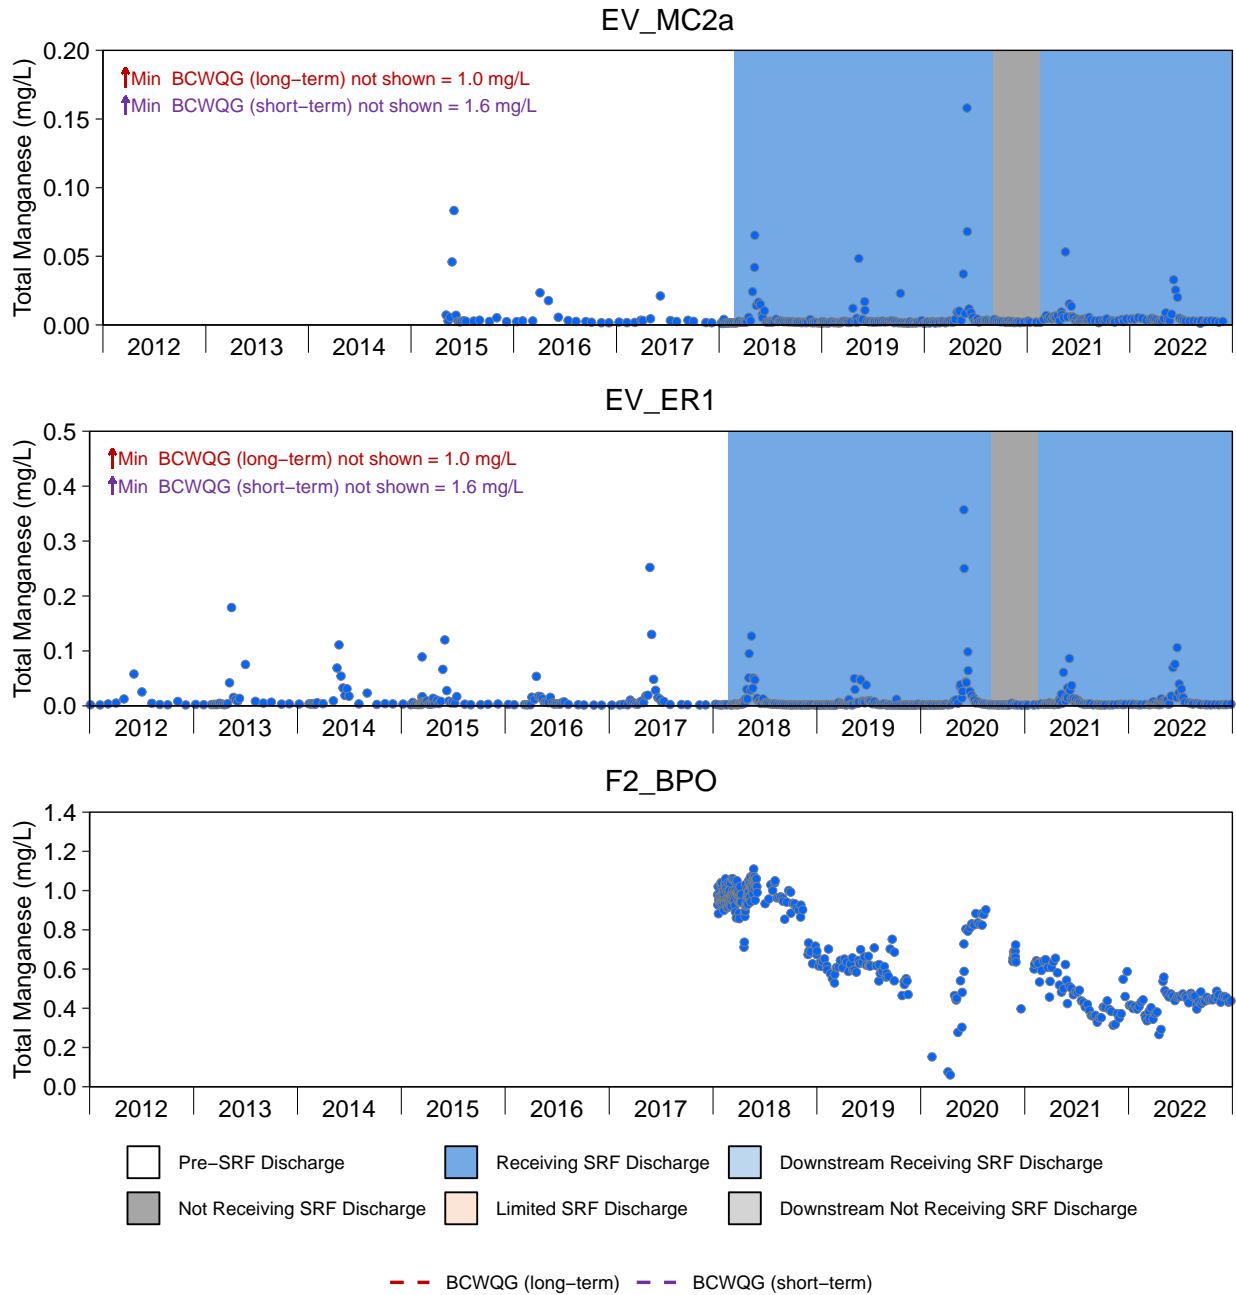 EV_MC2a
Total Manganese (mg/L)
0.20
0.15
0.10
0.05
0.00
↑Min BCWQG (long−term) not shown = 1.0 mg/L
↑Min BCWQG (short−term) not shown = 1.6 mg/L
2012 2013 2014 2015 2016 2017 2018 2019 2020 2021 2022
EV_ER1
Total Manganese (mg/L)
0.5
0.4
0.3
0.2
0.1
0.0
↑Min BCWQG (long−term) not shown = 1.0 mg/L
↑Min BCWQG (short−term) not shown = 1.6 mg/L
2012 2013 2014 2015 2016 2017 2018 2019 2020 2021 2022
F2_BPO
Total Manganese (mg/L)
1.4
1.2
1.0
0.8
0.6
0.4
0.2
0.0
2012 2013 2014 2015 2016 2017 2018 2019 2020 2021 2022
Pre−SRF Discharge Receiving SRF Discharge Downstream Receiving SRF Discharge
Not Receiving SRF Discharge Limited SRF Discharge Downstream Not Receiving SRF Discharge
BCWQG (long−term) BCWQG (short−term)